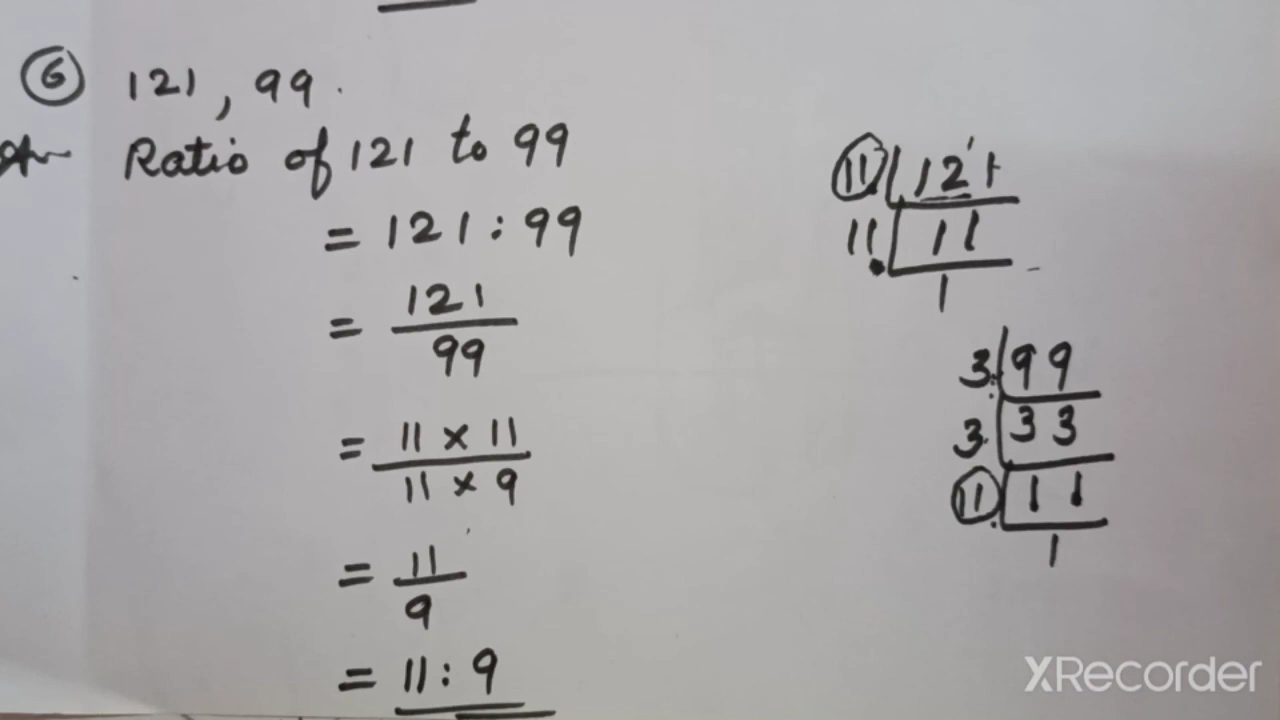 6 121, 99.
Ratio of 121 to 99
= 121 : 99
= 121
99
= 11 × 11
11 × 9
= 11
9
= 11 : 9
11 121
11 11
1
3 99
3 33
11 11
1
XRecorder